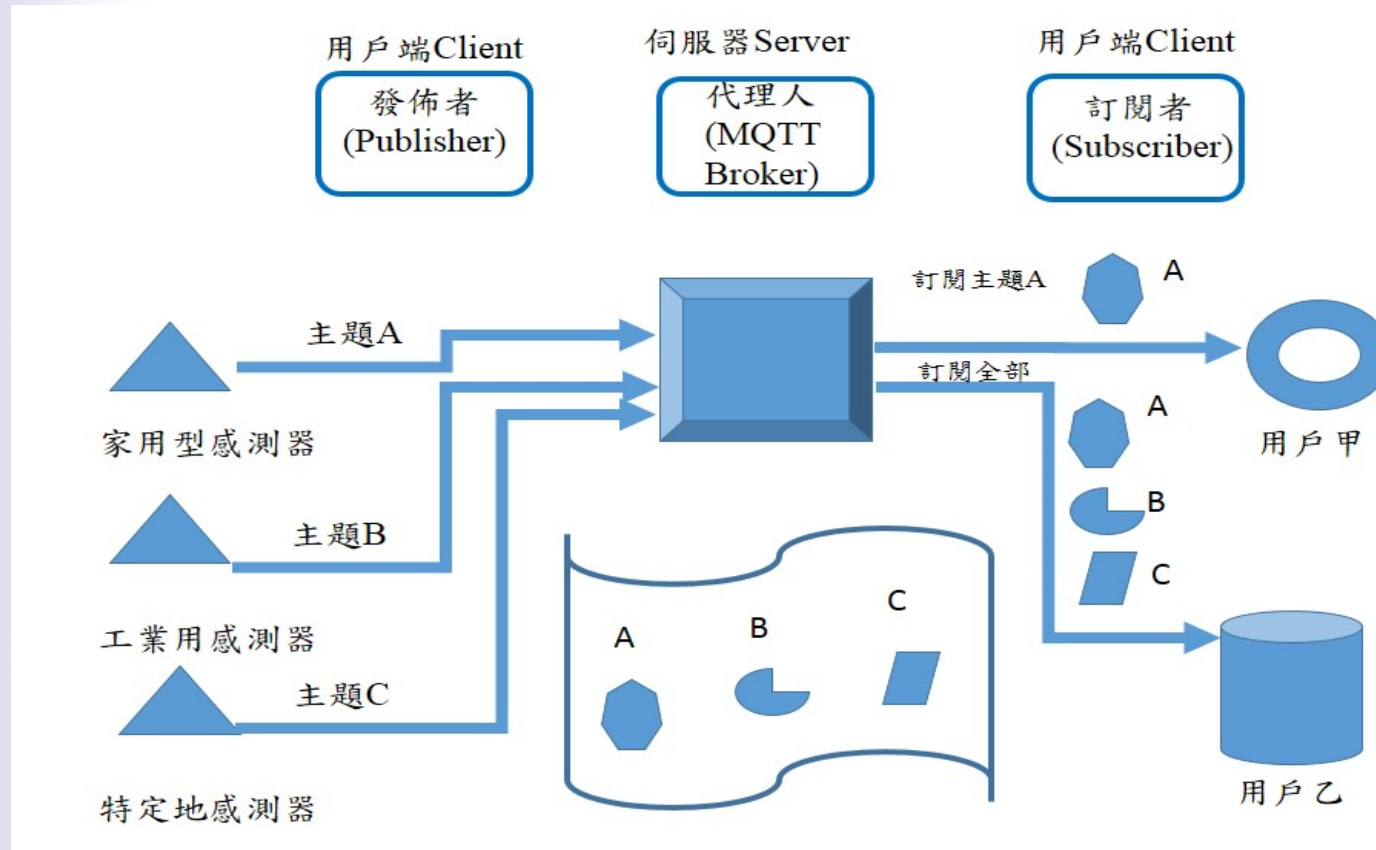 用戶端Client
伺服器Server
用戶端Client
發佈者
(Publisher)
代理人
(MQTT
Broker)
訂閱者
(Subscriber)
主題A
家用型感測器
主題B
工業用感測器
主題C
特定地感測器
A
B
C
訂閱主題A
A
訂閱全部
A
B
C
用戶甲
用戶乙